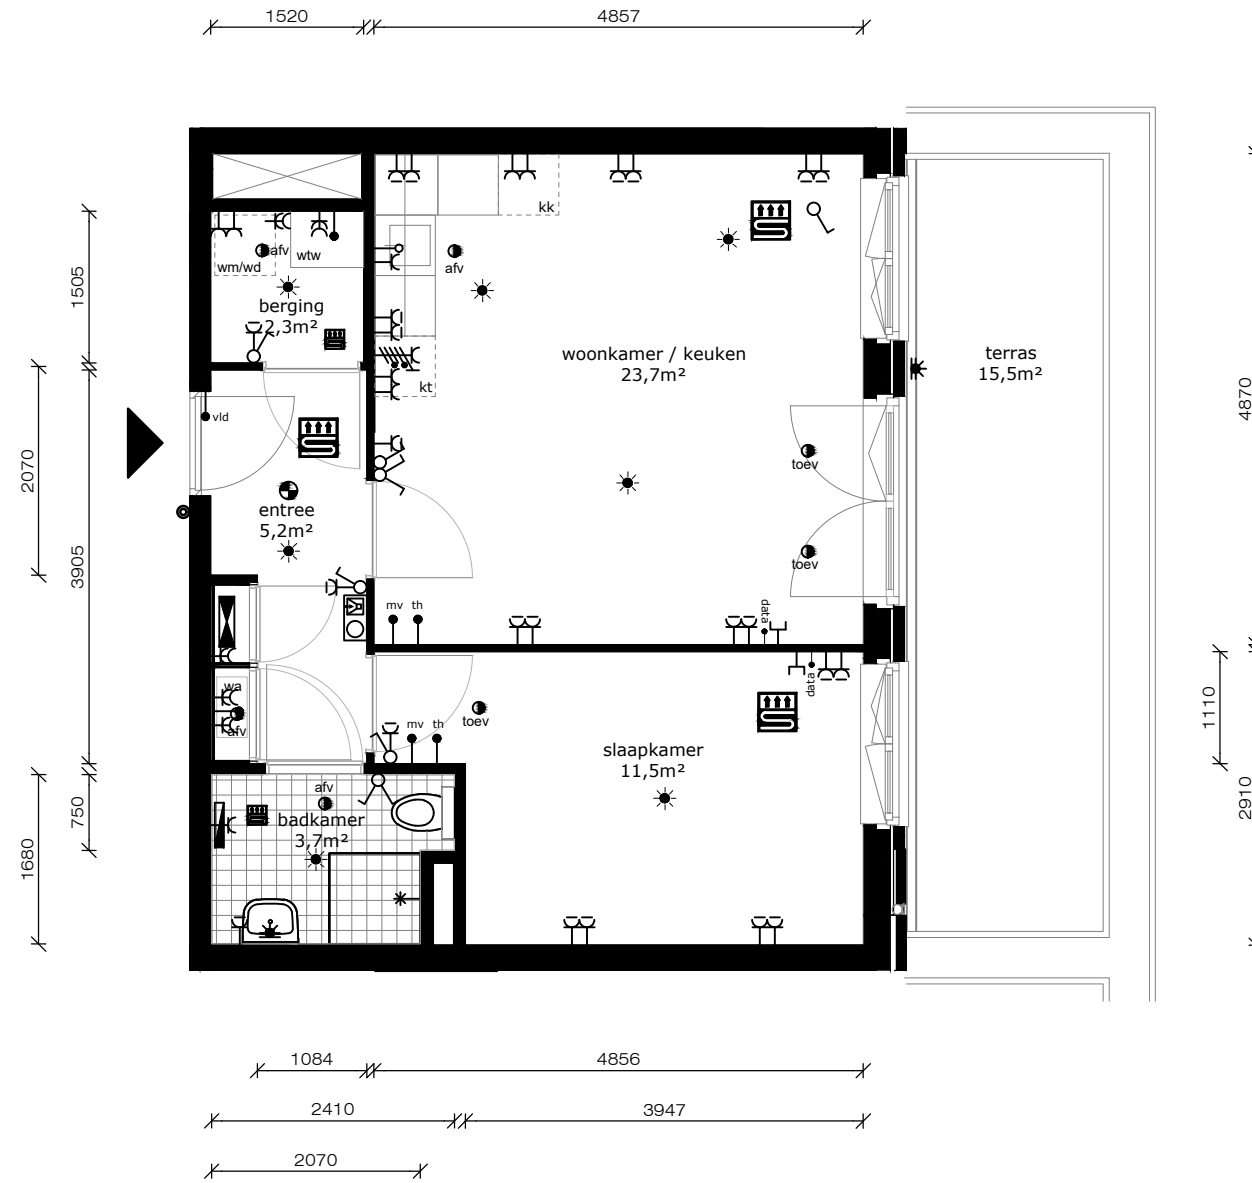 1520
4857
kk
afv
wtw
wm/wd
afv
berging
2,3m²
1505
woonkamer / keuken
23,7m²
terras
15,5m²
kt
4870
vld
2070
toev
entree
5,2m²
3905
toev
mv
th
data
data
wa
afv
mv
th
toev
1110
slaapkamer
11,5m²
afv
badkamer
3,7m²
750
1680
2910
1084
4856
2410
3947
2070